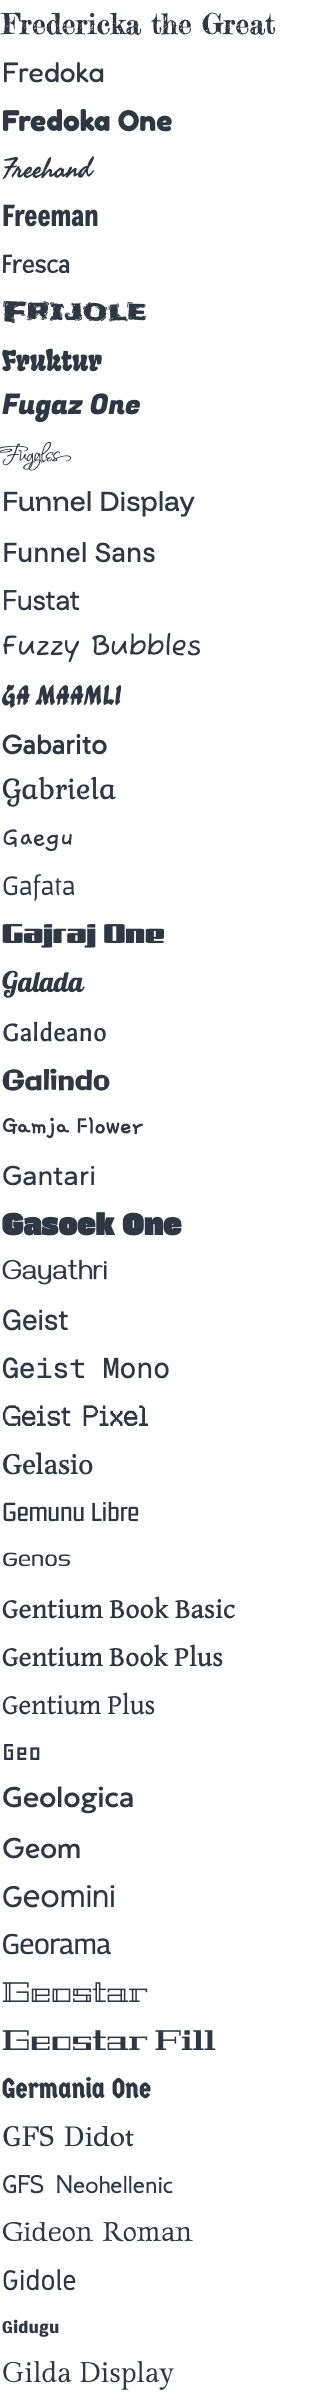 Fredericka the Great
Fredoka
Fredoka One
Freehand
Freeman
Fresca
Frijole
Fruktur
Fugaz One
Fuggles
Funnel Display
Funnel Sans
Fustat
Fuzzy Bubbles
GA MAAMLI
Gabarito
Gabriela
Gaegu
Gafata
Gajraj One
Galada
Galdeano
Galindo
Gamja Flower
Gantari
Gasoek One
Gayathri
Geist
Geist Mono
Geist Pixel
Gelasio
Gemunu Libre
Genos
Gentium Book Basic
Gentium Book Plus
Gentium Plus
Geo
Geologica
Geom
Geomini
Georama
Geostar
Geostar Fill
Germania One
GFS Didot
GFS Neohellenic
Gideon Roman
Gidole
Gidugu
Gilda Display